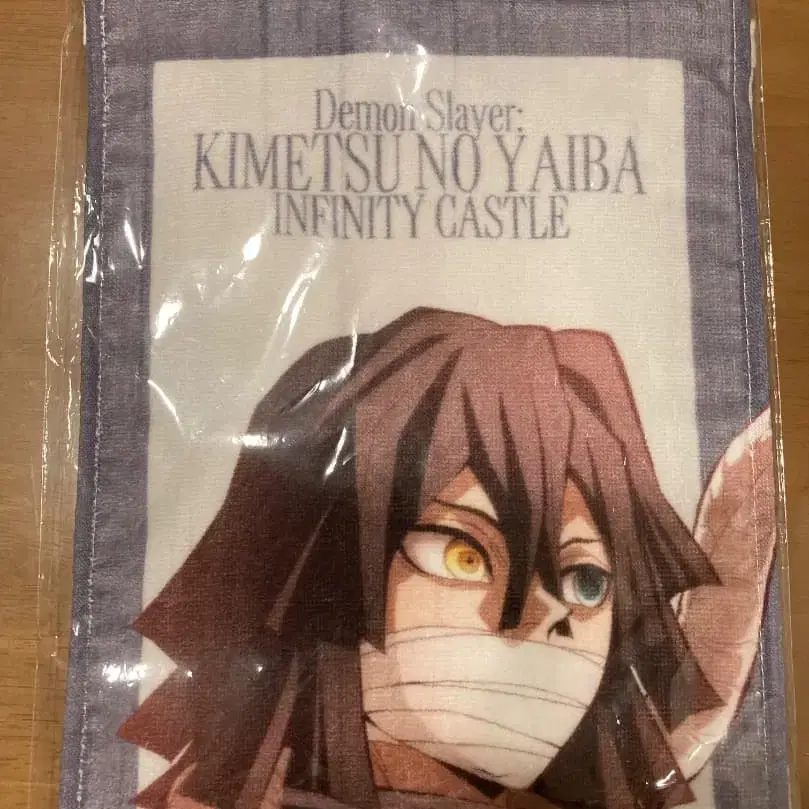 Demon Slayer:
KIMETSU NO YAIBA
INFINITY CASTLE